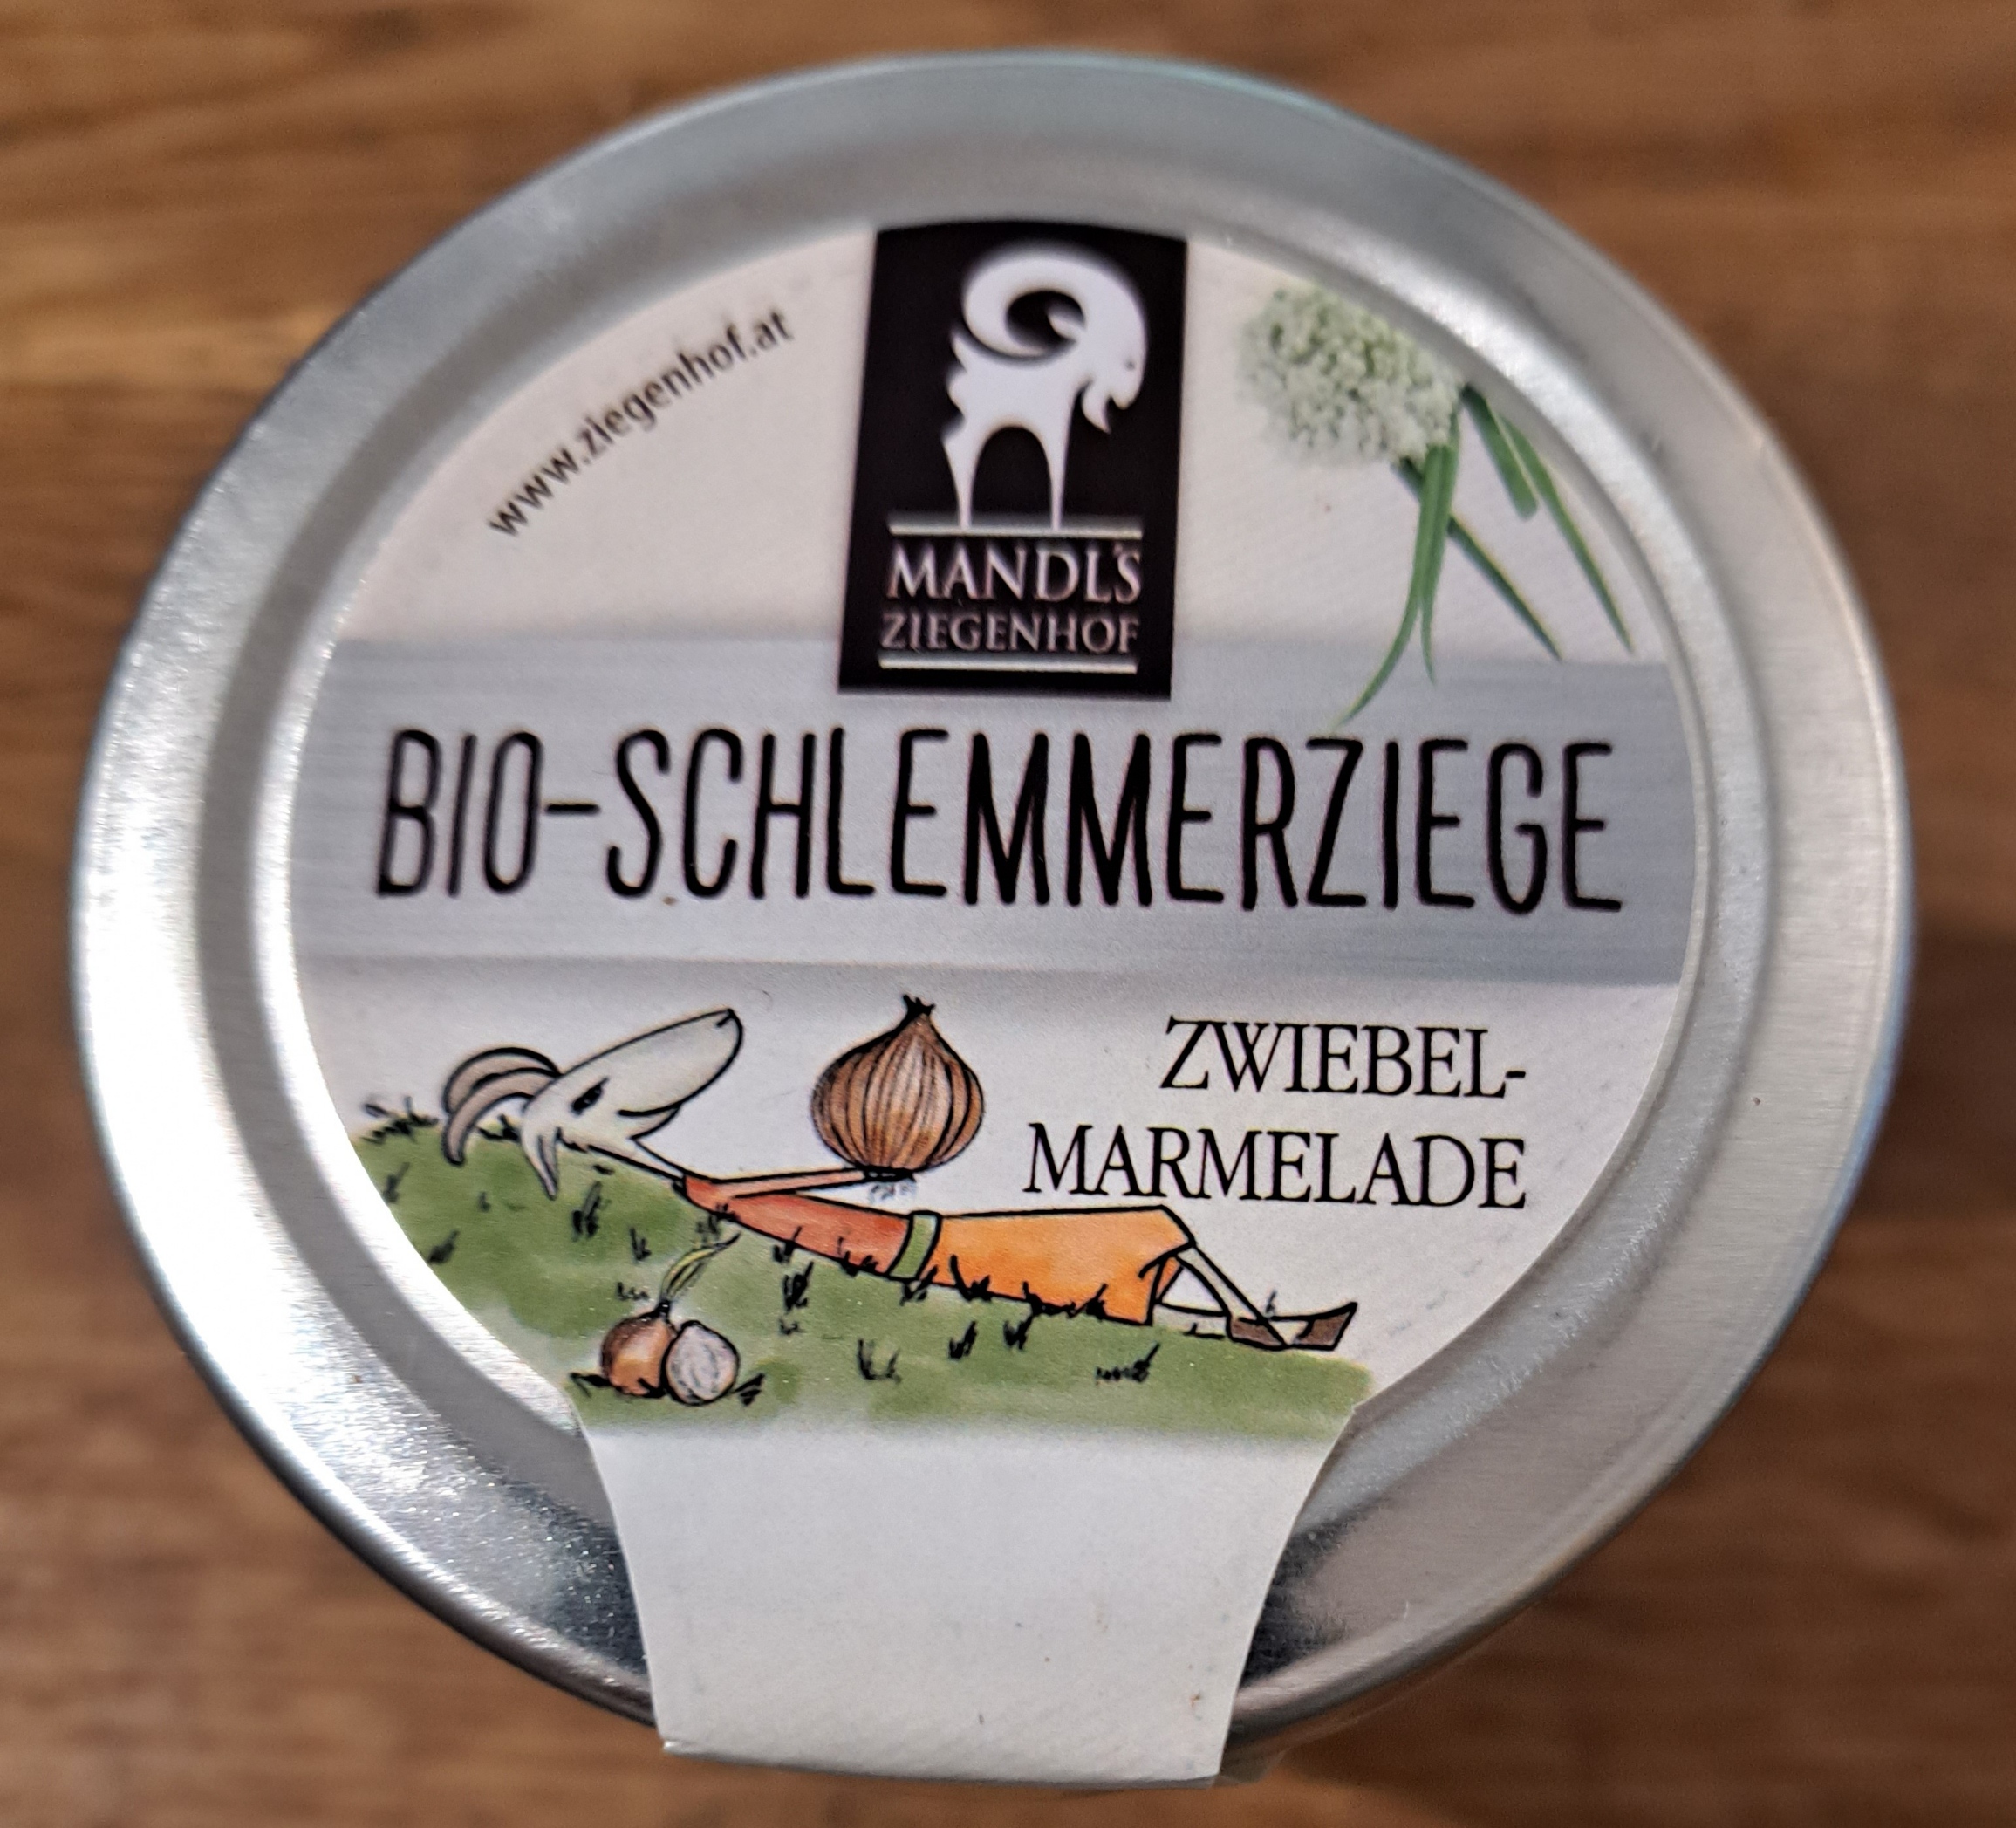 www.ziegenhof.at
MANDL'S
ZIEGENHOF
BIO-SCHLEMMERZIEGE
ZWIEBEL-
MARMELADE